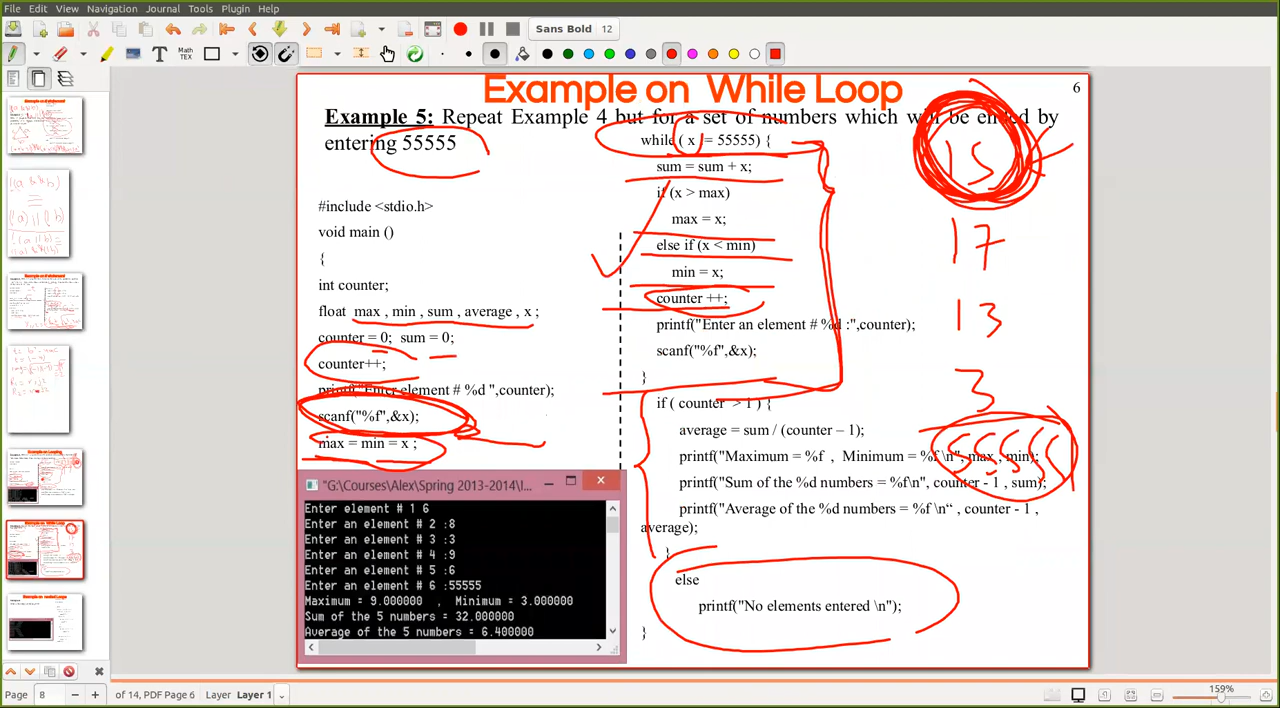 File Edit View Navigation Journal Tools Plugin Help
Sans Bold 12
Math
TEX
Example on While Loop
6
Example 5: Repeat Example 4 but for a set of numbers which will be ended by
entering 55555
#include <stdio.h>
void main ()
{
int counter;
float max , min , sum , average , x ;
counter = 0; sum = 0;
counter++;
printf("Enter element # %d ",counter);
scanf("%f",&x);
max = min = x ;
while ( x != 55555) {
sum = sum + x;
if (x > max)
max = x;
else if (x < min)
min = x;
counter ++;
printf("Enter an element # %d :",counter);
scanf("%f",&x);
}
if ( counter > 1 ) {
average = sum / (counter – 1);
printf("Maximum = %f , Minimum = %f \n", max , min);
printf("Sum of the %d numbers = %f\n", counter - 1 , sum);
printf("Average of the %d numbers = %f \n“ , counter - 1 ,
average);
}
else
printf("No elements entered \n");
}
15
17
13
3
55555
"G:\Courses\Alex\Spring 2013-2014\I...
Enter element # 1 6
Enter an element # 2 :8
Enter an element # 3 :3
Enter an element # 4 :9
Enter an element # 5 :6
Enter an element # 6 :55555
Maximum = 9.000000 , Minimum = 3.000000
Sum of the 5 numbers = 32.000000
Average of the 5 numbers = 6.400000
Page 8 of 14, PDF Page 6 Layer Layer 1
159%